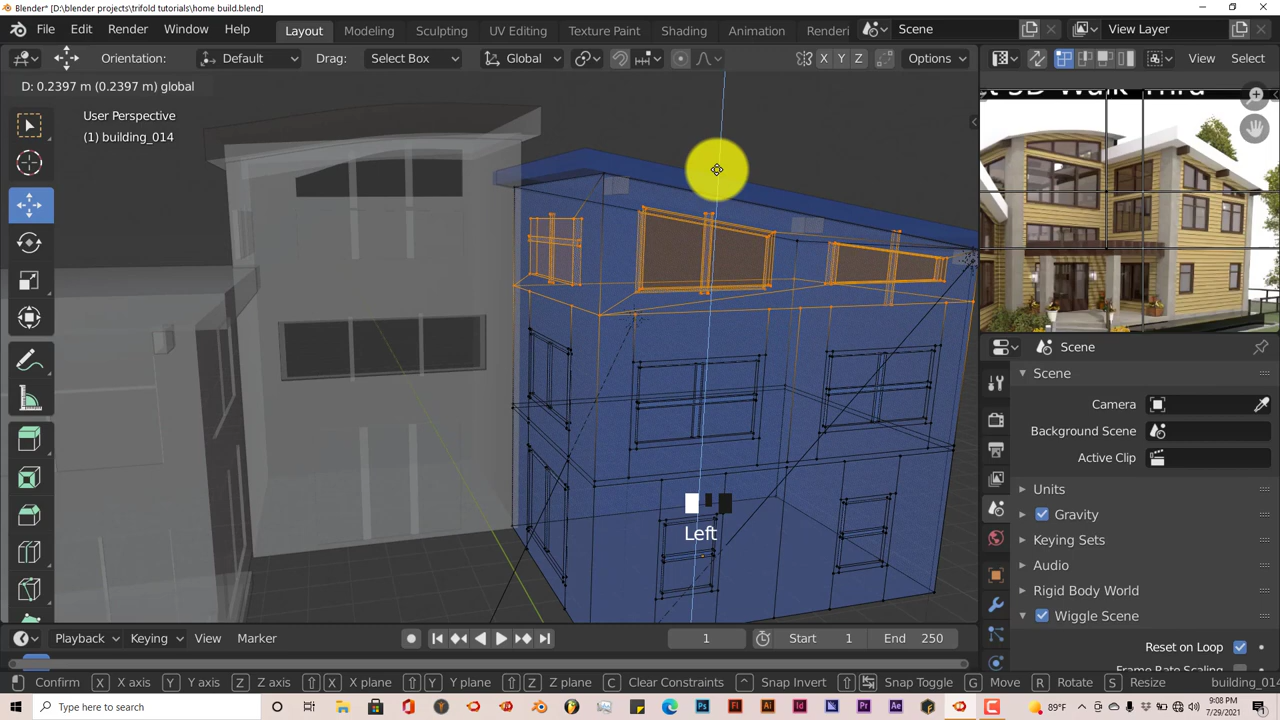 Blender* [D:\blender projects\trifold tutorials\home build.blend]
File Edit Render Window Help Layout Modeling Sculpting UV Editing Texture Paint Shading Animation Renderi Scene View Layer
Orientation: Default Drag: Select Box Global X Y Z Options View Select
D: 0.2397 m (0.2397 m) global
User Perspective
(1) building_014
Left
Scene
Scene
Camera
Background Scene
Active Clip
Units
Gravity
Keying Sets
Audio
Rigid Body World
Wiggle Scene
Reset on Loop
Frame Rate Scaling
Playback Keying View Marker 1 Start 1 End 250
Confirm X X axis Y Y axis Z Z axis X X plane Y Y plane Z Z plane C Clear Constraints Snap Invert Snap Toggle G Move R Rotate S Resize building_014
Type here to search 89°F 9:08 PM
7/29/2021